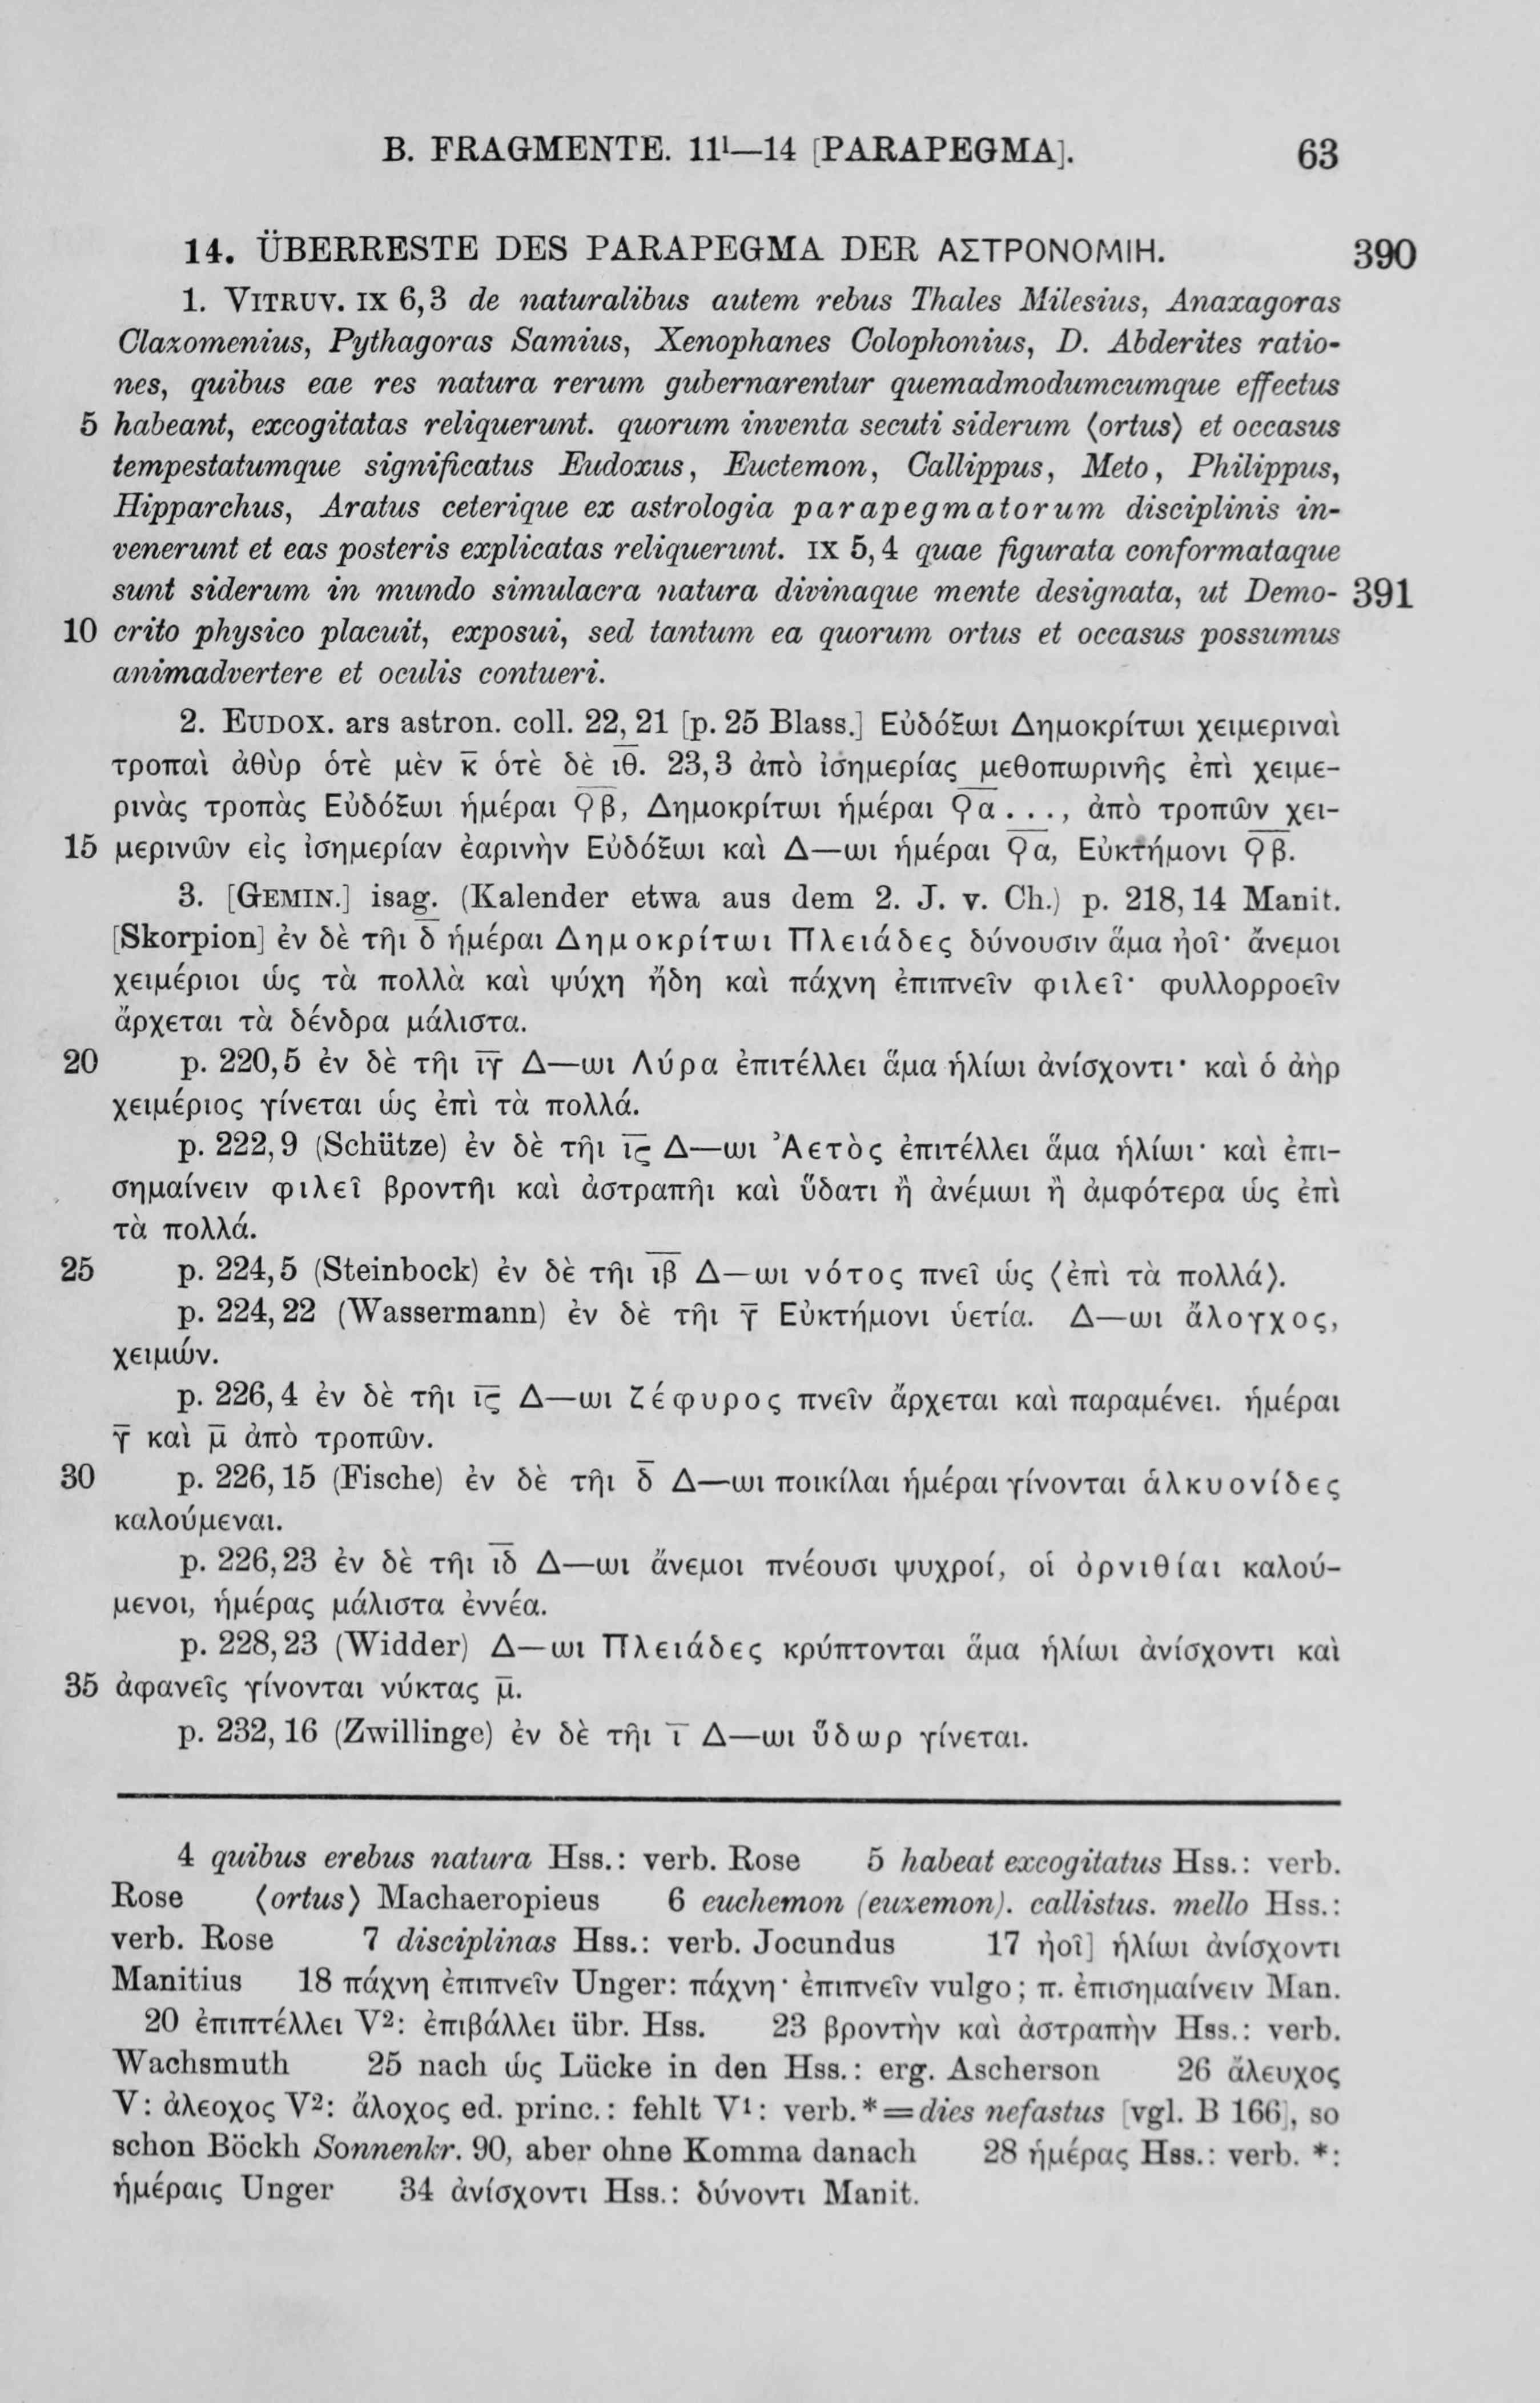 B. FRAGMENTE. 11¹—14 [PARAPEGMA]. 63
14. ÜBERRESTE DES PARAPEGMA DER ΑΣΤΡΟΝΟΜΙΗ. 390
1. VITRUV. IX 6,3 de naturalibus autem rebus Thales Milesius, Anaxagoras
Clazomenius, Pythagoras Samius, Xenophanes Colophonius, D. Abderites ratio-
nes, quibus eae res natura rerum gubernarentur quemadmodumcumque effectus
5 habeant, excogitatas reliquerunt. quorum inventa secuti siderum ⟨ortus⟩ et occasus
tempestatumque significatus Eudoxus, Euctemon, Callippus, Meto, Philippus,
Hipparchus, Aratus ceterique ex astrologia parapegmatorum disciplinis in-
venerunt et eas posteris explicatas reliquerunt. IX 5,4 quae figurata conformataque
sunt siderum in mundo simulacra natura divinaque mente designata, ut Demo- 391
10 crito physico placuit, exposui, sed tantum ea quorum ortus et occasus possumus
animadvertere et oculis contueri.
2. EUDOX. ars astron. coll. 22, 21 [p. 25 Blass.] Εὐδόξωι Δημοκρίτωι χειμεριναὶ
τροπαὶ ἀθὺρ ὁτὲ μὲν κ̅ ὁτὲ δὲ ι̅θ̅. 23,3 ἀπὸ ἰσημερίας μεθοπωρινῆς ἐπὶ χειμε-
ρινὰς τροπὰς Εὐδόξωι ἡμέραι ϙ̅β̅, Δημοκρίτωι ἡμέραι ϙ̅α̅ . . ., ἀπὸ τροπῶν χει-
15 μερινῶν εἰς ἰσημερίαν ἐαρινὴν Εὐδόξωι καὶ Δ—ωι ἡμέραι ϙ̅α̅, Εὐκτήμονι ϙ̅β̅.
3. [GEMIN.] isag. (Kalender etwa aus dem 2. J. v. Ch.) p. 218, 14 Manit.
[Skorpion] ἐν δὲ τῆι δ̅ ἡμέραι Δημοκρίτωι Πλειάδες δύνουσιν ἅμα ἠοῖ· ἄνεμοι
χειμέριοι ὡς τὰ πολλὰ καὶ ψύχη ἤδη καὶ πάχνη ἐπιπνεῖν φιλεῖ· φυλλορροεῖν
ἄρχεται τὰ δένδρα μάλιστα.
20 p. 220,5 ἐν δὲ τῆι ι̅γ̅ Δ—ωι Λύρα ἐπιτέλλει ἅμα ἡλίωι ἀνίσχοντι· καὶ ὁ ἀὴρ
χειμέριος γίνεται ὡς ἐπὶ τὰ πολλά.
p. 222,9 (Schütze) ἐν δὲ τῆι ι̅ς̅ Δ—ωι Ἀετὸς ἐπιτέλλει ἅμα ἡλίωι· καὶ ἐπι-
σημαίνειν φιλεῖ βροντῆι καὶ ἀστραπῆι καὶ ὕδατι ἢ ἀνέμωι ἢ ἀμφότερα ὡς ἐπὶ
τὰ πολλά.
25 p. 224,5 (Steinbock) ἐν δὲ τῆι ι̅β̅ Δ—ωι νότος πνεῖ ὡς ⟨ἐπὶ τὰ πολλά⟩.
p. 224, 22 (Wassermann) ἐν δὲ τῆι γ̅ Εὐκτήμονι ὑετία. Δ—ωι ἄλογχος,
χειμών.
p. 226,4 ἐν δὲ τῆι ι̅ς̅ Δ—ωι ζέφυρος πνεῖν ἄρχεται καὶ παραμένει. ἡμέραι
γ̅ καὶ μ̅ ἀπὸ τροπῶν.
30 p. 226,15 (Fische) ἐν δὲ τῆι δ̅ Δ—ωι ποικίλαι ἡμέραι γίνονται ἁλκυονίδες
καλούμεναι.
p. 226,23 ἐν δὲ τῆι ι̅δ̅ Δ—ωι ἄνεμοι πνέουσι ψυχροί, οἱ ὀρνιθίαι καλού-
μενοι, ἡμέρας μάλιστα ἐννέα.
p. 228,23 (Widder) Δ—ωι Πλειάδες κρύπτονται ἅμα ἡλίωι ἀνίσχοντι καὶ
35 ἀφανεῖς γίνονται νύκτας μ̅.
p. 232, 16 (Zwillinge) ἐν δὲ τῆι ι̅ Δ—ωι ὕδωρ γίνεται.
4 quibus erebus natura Hss.: verb. Rose 5 habeat excogitatus Hss.: verb.
Rose ⟨ortus⟩ Machaeropieus 6 euchemon (euzemon). callistus. mello Hss.:
verb. Rose 7 disciplinas Hss.: verb. Jocundus 17 ἠοῖ] ἡλίωι ἀνίσχοντι
Manitius 18 πάχνη ἐπιπνεῖν Unger: πάχνη· ἐπιπνεῖν vulgo; π. ἐπισημαίνειν Man.
20 ἐπιπτέλλει V²: ἐπιβάλλει übr. Hss. 23 βροντὴν καὶ ἀστραπὴν Hss.: verb.
Wachsmuth 25 nach ὡς Lücke in den Hss.: erg. Ascherson 26 ἄλευχος
V: ἀλεοχος V²: ἄλοχος ed. princ.: fehlt V¹: verb.* = dies nefastus [vgl. B 166], so
schon Böckh Sonnenkr. 90, aber ohne Komma danach 28 ἡμέρας Hss.: verb. *:
ἡμέραις Unger 34 ἀνίσχοντι Hss.: δύνοντι Manit.